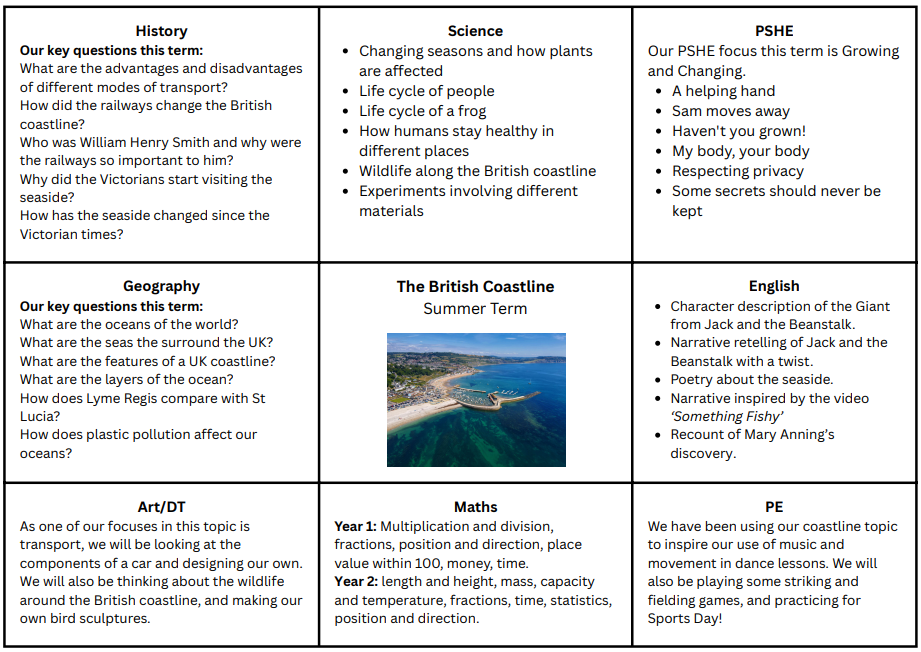 History
Our key questions this term:
What are the advantages and disadvantages
of different modes of transport?
How did the railways change the British
coastline?
Who was William Henry Smith and why were
the railways so important to him?
Why did the Victorians start visiting the
seaside?
How has the seaside changed since the
Victorian times?
Science
• Changing seasons and how plants
are affected
• Life cycle of people
• Life cycle of a frog
• How humans stay healthy in
different places
• Wildlife along the British coastline
• Experiments involving different
materials
PSHE
Our PSHE focus this term is Growing
and Changing.
• A helping hand
• Sam moves away
• Haven't you grown!
• My body, your body
• Respecting privacy
• Some secrets should never be
kept
Geography
Our key questions this term:
What are the oceans of the world?
What are the seas the surround the UK?
What are the features of a UK coastline?
What are the layers of the ocean?
How does Lyme Regis compare with St
Lucia?
How does plastic pollution affect our
oceans?
The British Coastline
Summer Term
English
• Character description of the Giant
from Jack and the Beanstalk.
• Narrative retelling of Jack and the
Beanstalk with a twist.
• Poetry about the seaside.
• Narrative inspired by the video
‘Something Fishy’
• Recount of Mary Anning’s
discovery.
Art/DT
As one of our focuses in this topic is
transport, we will be looking at the
components of a car and designing our own.
We will also be thinking about the wildlife
around the British coastline, and making our
own bird sculptures.
Maths
Year 1: Multiplication and division,
fractions, position and direction, place
value within 100, money, time.
Year 2: length and height, mass, capacity
and temperature, fractions, time, statistics,
position and direction.
PE
We have been using our coastline topic
to inspire our use of music and
movement in dance lessons. We will
also be playing some striking and
fielding games, and practicing for
Sports Day!